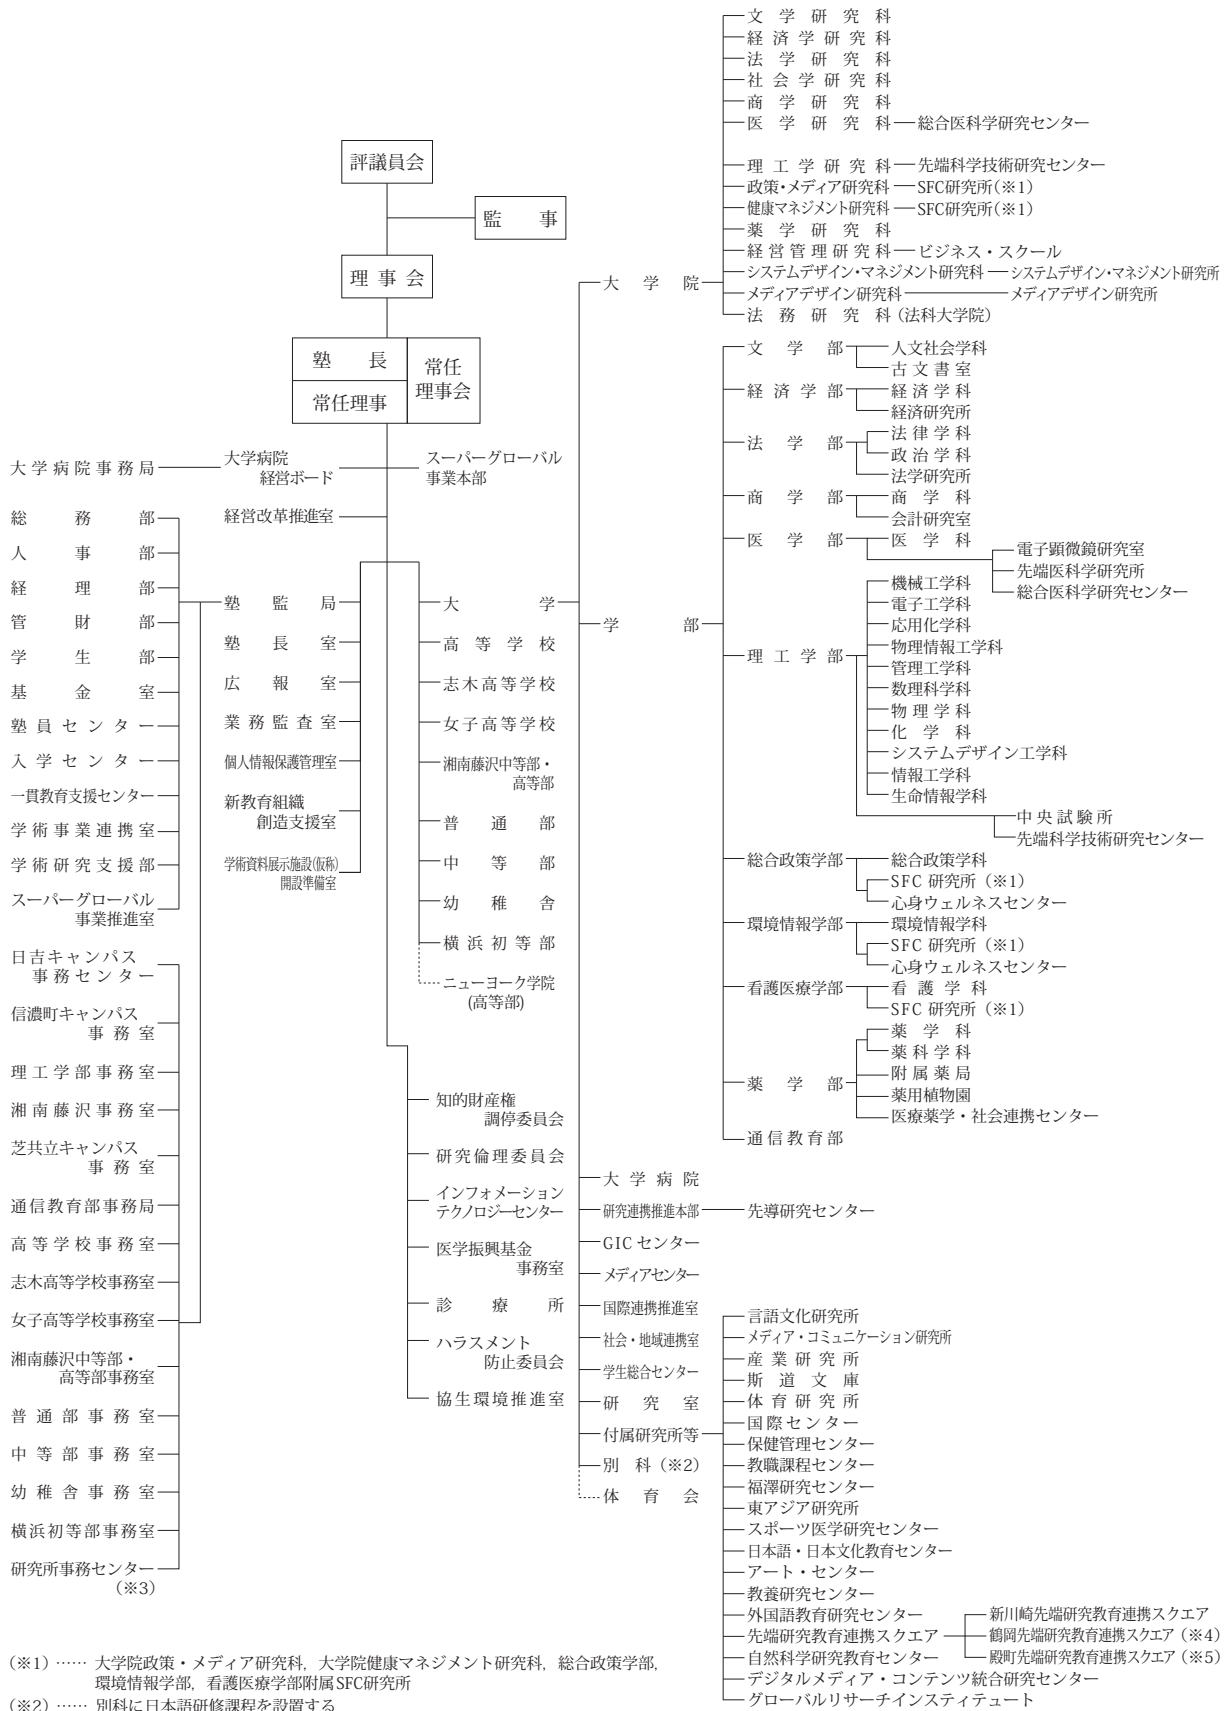 評議員会
監事
理事会
塾長
常任理事
常任
理事会
大学病院事務局
大学病院
経営ボード
スーパーグローバル
事業本部
経営改革推進室
総務部
人事部
経理部
管財部
学生部
基金室
塾員センター
入学センター
一貫教育支援センター
学術事業連携室
学術研究支援部
スーパーグローバル
事業推進室
日吉キャンパス
事務センター
信濃町キャンパス
事務室
理工学部事務室
湘南藤沢事務室
芝共立キャンパス
事務室
通信教育部事務局
高等学校事務室
志木高等学校事務室
女子高等学校事務室
湘南藤沢中等部・
高等部事務室
普通部事務室
中等部事務室
幼稚舎事務室
横浜初等部事務室
研究所事務センター
(※3)
塾監局
塾長室
広報室
業務監査室
個人情報保護管理室
新教育組織
創造支援室
学術資料展示施設(仮称)
開設準備室
大学
高等学校
志木高等学校
女子高等学校
湘南藤沢中等部・
高等部
普通部
中等部
幼稚舎
横浜初等部
ニューヨーク学院
(高等部)
知的財産権
調停委員会
研究倫理委員会
インフォメーション
テクノロジーセンター
医学振興基金
事務室
診療所
ハラスメント
防止委員会
協生環境推進室
大学院
文学研究科
経済学研究科
法学研究科
社会学研究科
商学研究科
医学研究科 総合医科学研究センター
理工学研究科 先端科学技術研究センター
政策・メディア研究科 SFC研究所(※1)
健康マネジメント研究科 SFC研究所(※1)
薬学研究科
経営管理研究科 ビジネス・スクール
システムデザイン・マネジメント研究科 システムデザイン・マネジメント研究所
メディアデザイン研究科 メディアデザイン研究所
法務研究科(法科大学院)
学部
文学部 人文社会学科
古文書室
経済学部 経済学科
経済研究所
法学部 法律学科
政治学科
法学研究所
商学部 商学科
会計研究室
医学部 医学科
電子顕微鏡研究室
先端医科学研究所
総合医科学研究センター
理工学部
機械工学科
電子工学科
応用化学科
物理情報工学科
管理工学科
数理科学科
物理学科
化学科
システムデザイン工学科
情報工学科
生命情報学科
中央試験所
先端科学技術研究センター
総合政策学部 総合政策学科
SFC 研究所(※1)
心身ウェルネスセンター
環境情報学部 環境情報学科
SFC 研究所(※1)
心身ウェルネスセンター
看護医療学部 看護学科
SFC 研究所(※1)
薬学部
薬学科
薬科学科
附属薬局
薬用植物園
医療薬学・社会連携センター
通信教育部
大学病院
研究連携推進本部 先導研究センター
GIC センター
メディアセンター
国際連携推進室
社会・地域連携室
学生総合センター
研究室
付属研究所等
別科(※2)
体育会
言語文化研究所
メディア・コミュニケーション研究所
産業研究所
斯道文庫
体育研究所
国際センター
保健管理センター
教職課程センター
福澤研究センター
東アジア研究所
スポーツ医学研究センター
日本語・日本文化教育センター
アート・センター
教養研究センター
外国語教育研究センター
先端研究教育連携スクエア
新川崎先端研究教育連携スクエア
鶴岡先端研究教育連携スクエア(※4)
殿町先端研究教育連携スクエア(※5)
自然科学研究教育センター
デジタルメディア・コンテンツ統合研究センター
グローバルリサーチインスティテュート
(※1)…… 大学院政策・メディア研究科, 大学院健康マネジメント研究科, 総合政策学部,
環境情報学部, 看護医療学部附属SFC研究所
(※2)…… 別科に日本語研修課程を設置する